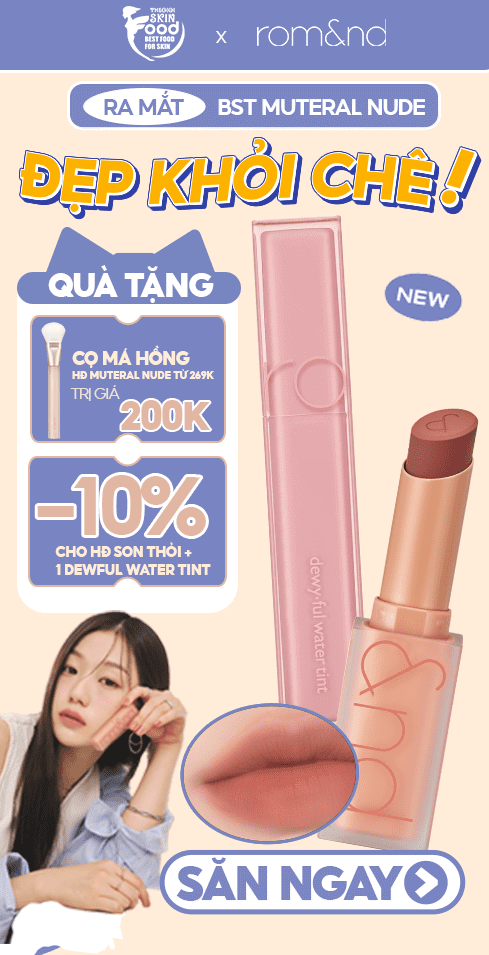 THEGIOI
SKIN
Food
BEST FOOD
FOR SKIN
x
rom&nd
RA MẮT
BST MUTERAL NUDE
ĐẸP KHỎI CHÊ!
QUÀ TẶNG
CỌ MÁ HỒNG
HĐ MUTERAL NUDE TỪ 269K
TRỊ GIÁ
200K
-10%
CHO HĐ SON THỎI +
1 DEWFUL WATER TINT
NEW
ro
dewy·ful water tint
r&nd
SĂN NGAY